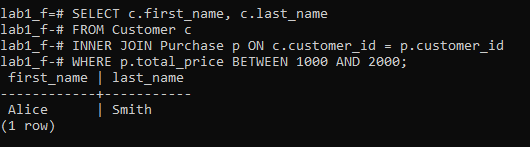 lab1_f=# SELECT c.first_name, c.last_name
lab1_f-# FROM Customer c
lab1_f-# INNER JOIN Purchase p ON c.customer_id = p.customer_id
lab1_f-# WHERE p.total_price BETWEEN 1000 AND 2000;
 first_name | last_name
------------+-----------
 Alice      | Smith
(1 row)